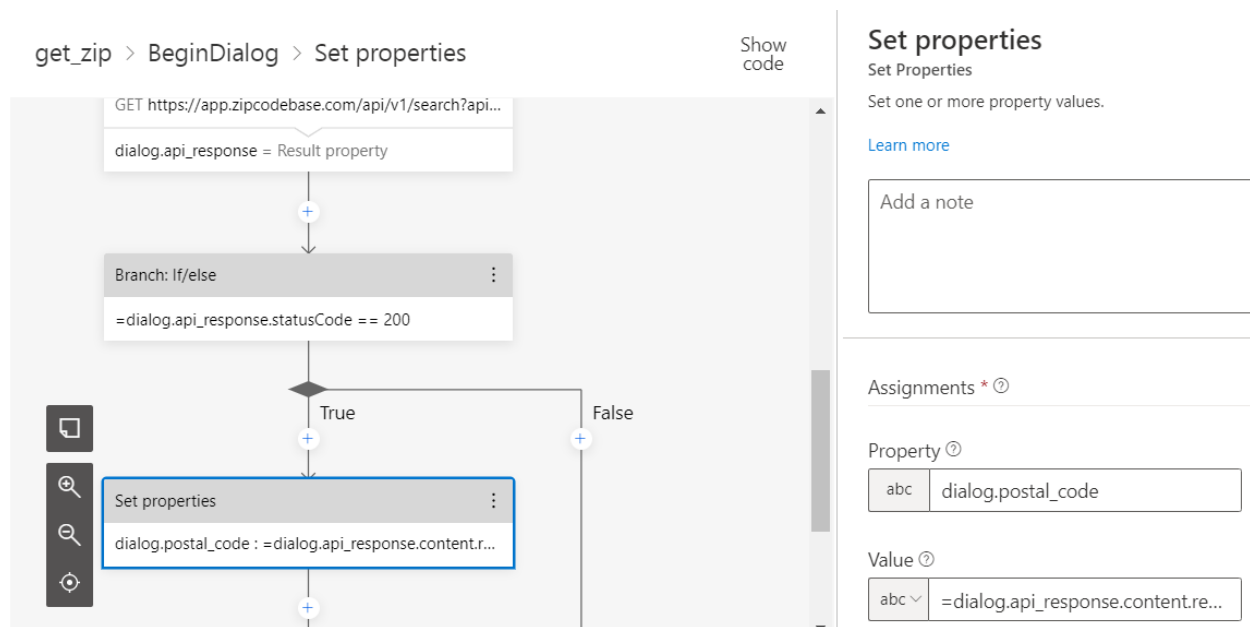 get_zip > BeginDialog > Set properties
Show
code
GET https://app.zipcodebase.com/api/v1/search?api...
dialog.api_response = Result property
Branch: If/else
=dialog.api_response.statusCode == 200
True
False
Set properties
dialog.postal_code : =dialog.api_response.content.r...
Set properties
Set Properties
Set one or more property values.
Learn more
Add a note
Assignments *
Property
abc dialog.postal_code
Value
abc =dialog.api_response.content.re...